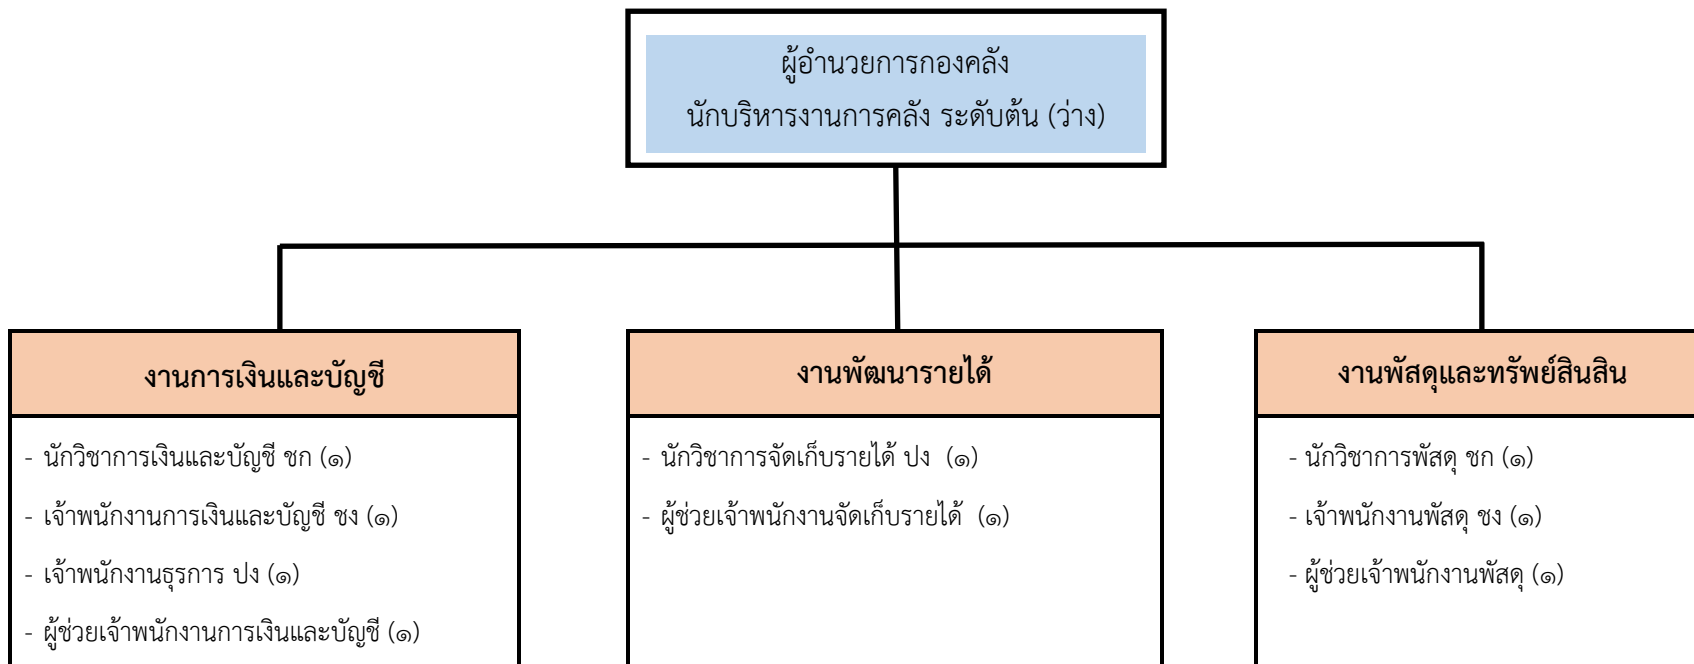 ผู้อำนวยการกองคลัง
นักบริหารงานการคลัง ระดับต้น (ว่าง)
งานการเงินและบัญชี
- นักวิชาการเงินและบัญชี ชก (๑)
- เจ้าพนักงานการเงินและบัญชี ชง (๑)
- เจ้าพนักงานธุรการ ปง (๑)
- ผู้ช่วยเจ้าพนักงานการเงินและบัญชี (๑)
งานพัฒนารายได้
- นักวิชาการจัดเก็บรายได้ ปง (๑)
- ผู้ช่วยเจ้าพนักงานจัดเก็บรายได้ (๑)
งานพัสดุและทรัพย์สินสิน
- นักวิชาการพัสดุ ชก (๑)
- เจ้าพนักงานพัสดุ ชง (๑)
- ผู้ช่วยเจ้าพนักงานพัสดุ (๑)